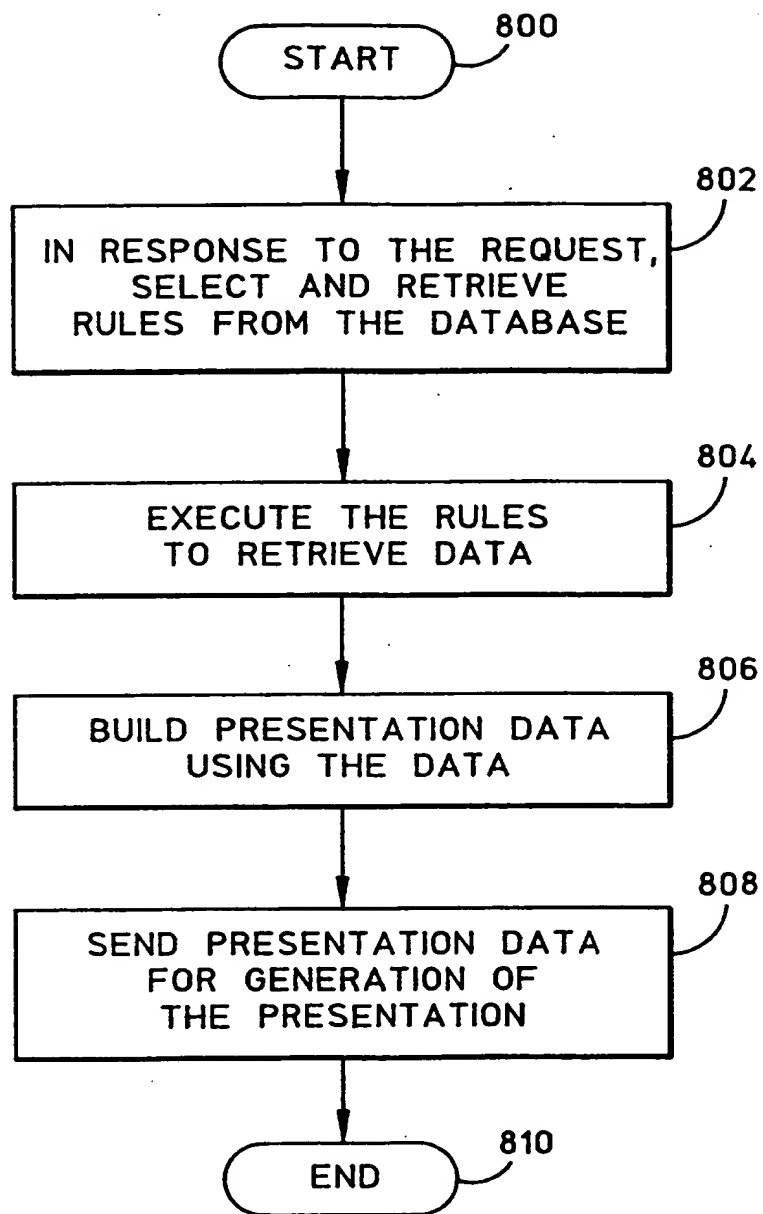 START
800
802
IN RESPONSE TO THE REQUEST,
SELECT AND RETRIEVE
RULES FROM THE DATABASE
804
EXECUTE THE RULES
TO RETRIEVE DATA
806
BUILD PRESENTATION DATA
USING THE DATA
808
SEND PRESENTATION DATA
FOR GENERATION OF
THE PRESENTATION
END
810